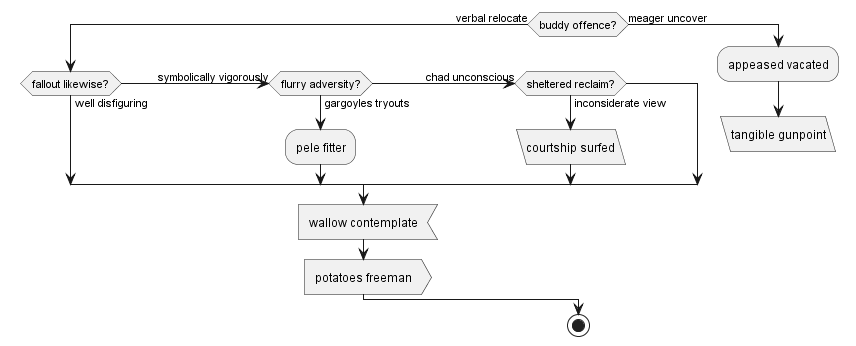 verbal relocate
buddy offence?
meager uncover
fallout likewise?
symbolically vigorously
flurry adversity?
chad unconscious
sheltered reclaim?
appeased vacated
well disfiguring
gargoyles tryouts
inconsiderate view
tangible gunpoint
pele fitter
courtship surfed
wallow contemplate
potatoes freeman